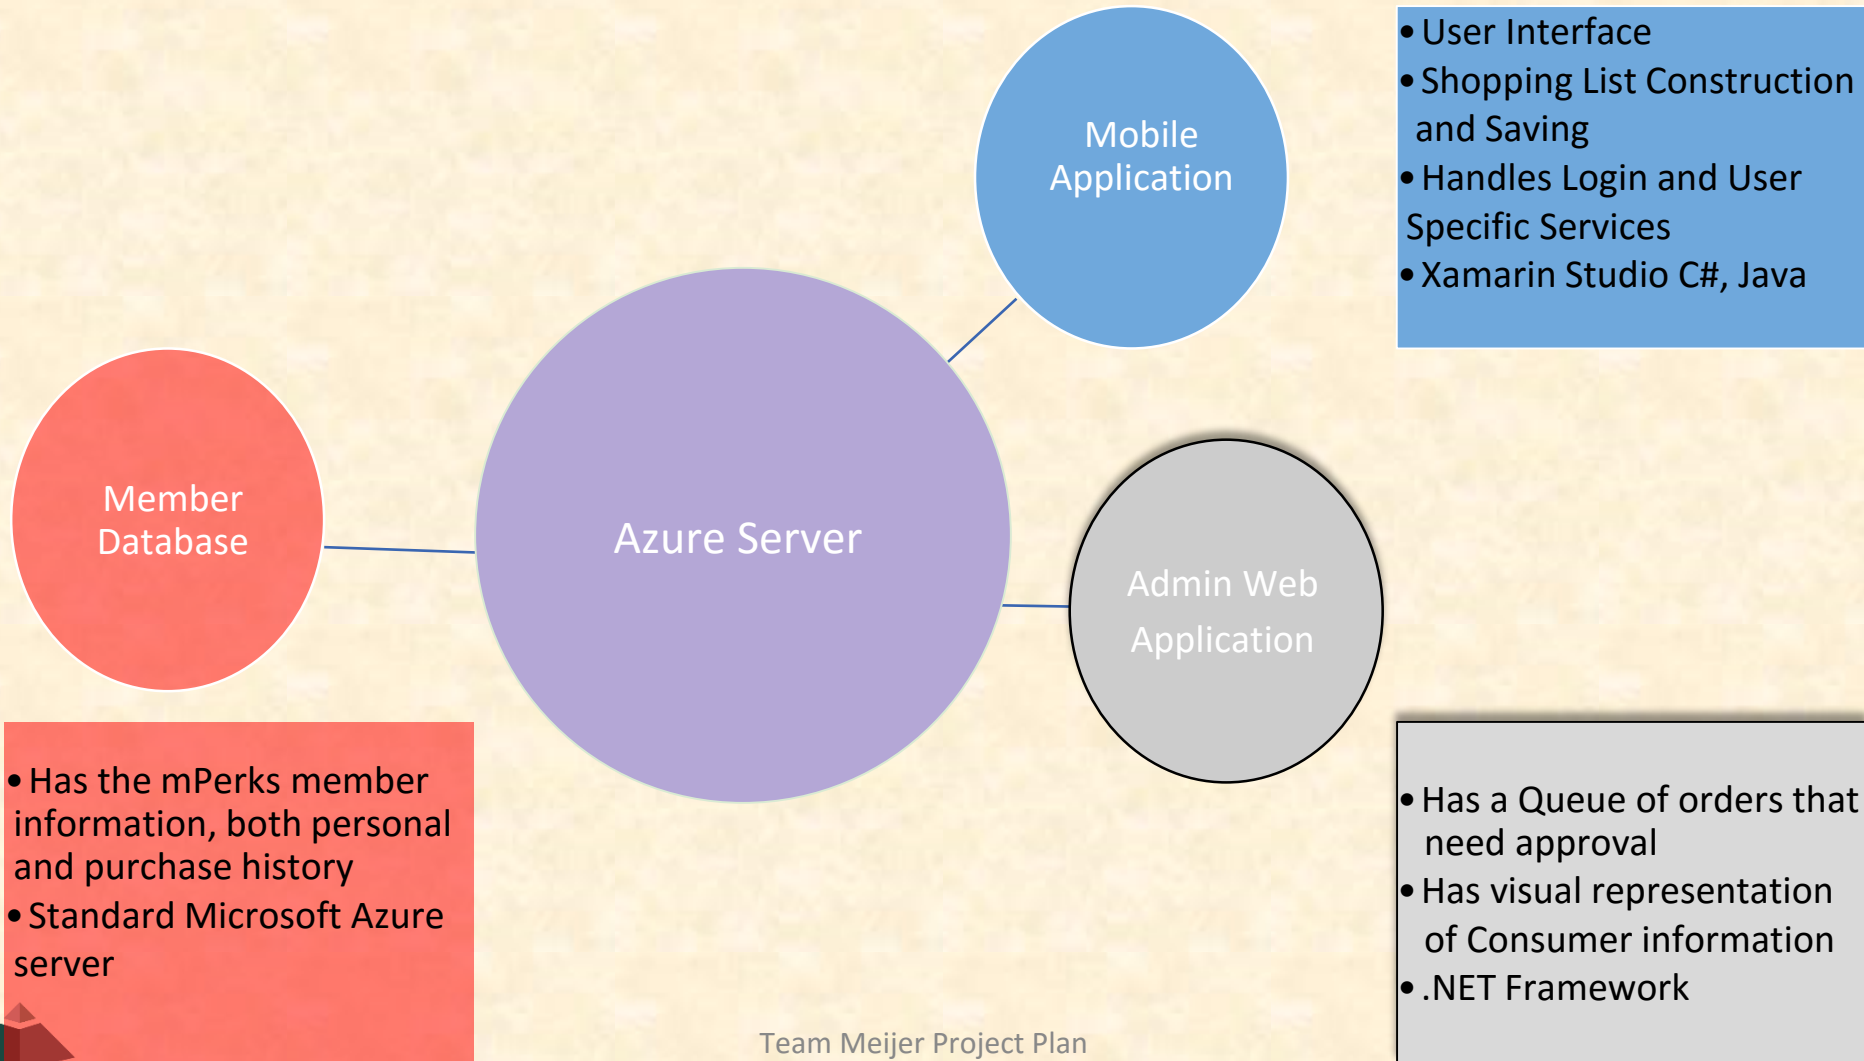 Mobile
Application
• User Interface
• Shopping List Construction
and Saving
• Handles Login and User
Specific Services
• Xamarin Studio C#, Java
Member
Database
Azure Server
Admin Web
Application
• Has the mPerks member
information, both personal
and purchase history
• Standard Microsoft Azure
server
• Has a Queue of orders that
need approval
• Has visual representation
of Consumer information
• .NET Framework
Team Meijer Project Plan